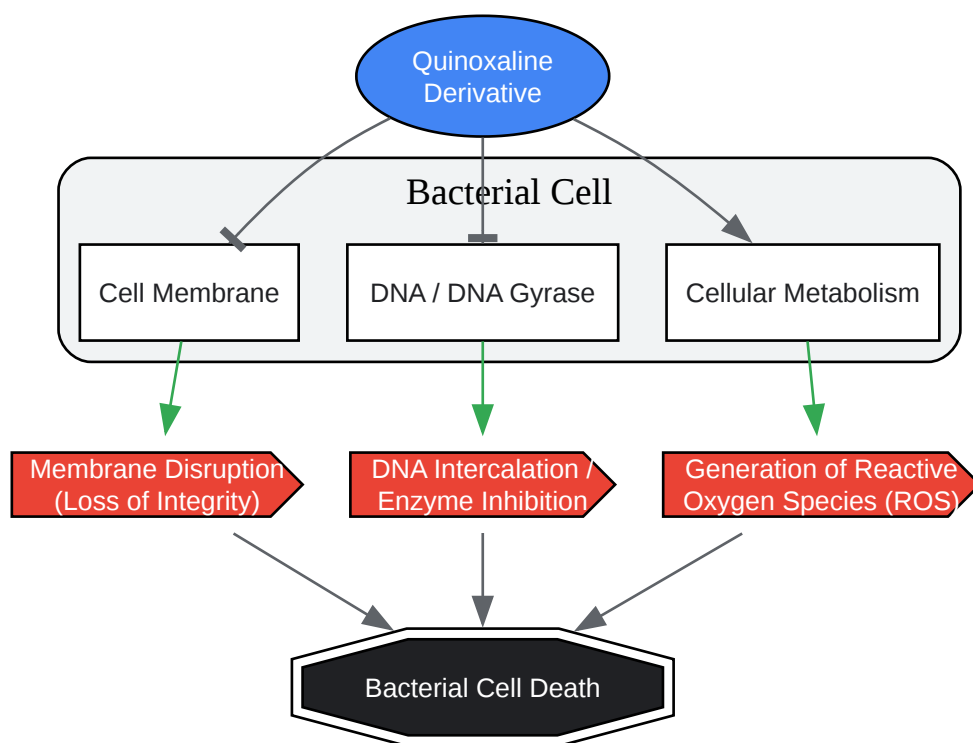 Quinoxaline
Derivative
Bacterial Cell
Cell Membrane
DNA / DNA Gyrase
Cellular Metabolism
Membrane Disruption
(Loss of Integrity)
DNA Intercalation /
Enzyme Inhibition
Generation of Reactive
Oxygen Species (ROS)
Bacterial Cell Death